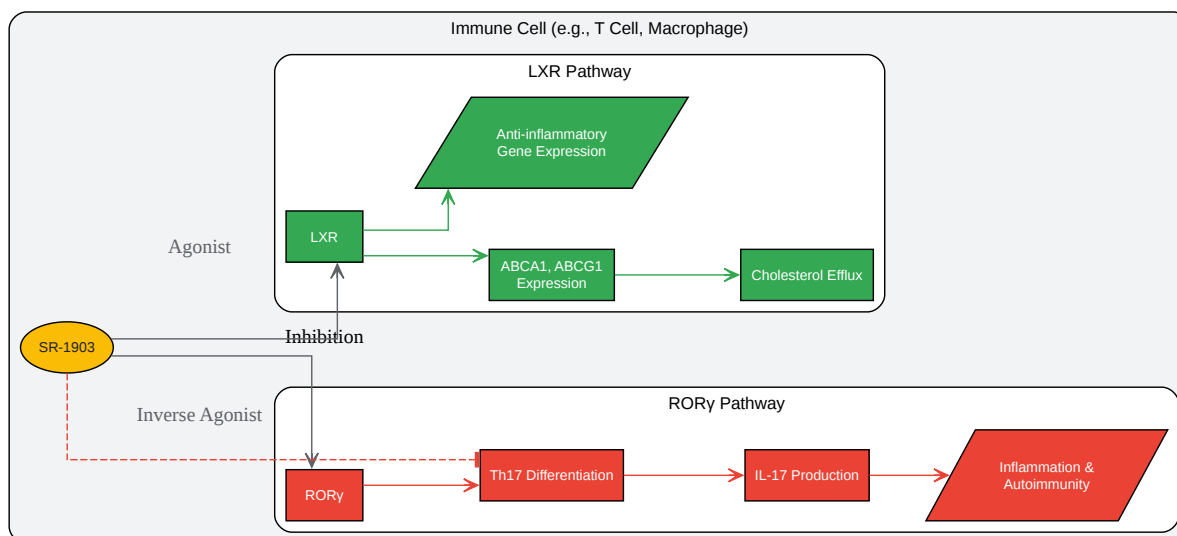 Immune Cell (e.g., T Cell, Macrophage)
LXR Pathway
Anti-inflammatory
Gene Expression
LXR
Agonist
ABCA1, ABCG1
Expression
Cholesterol Efflux
Inhibition
SR-1903
RORγ Pathway
Inverse Agonist
Th17 Differentiation
IL-17 Production
Inflammation &
Autoimmunity
RORγ